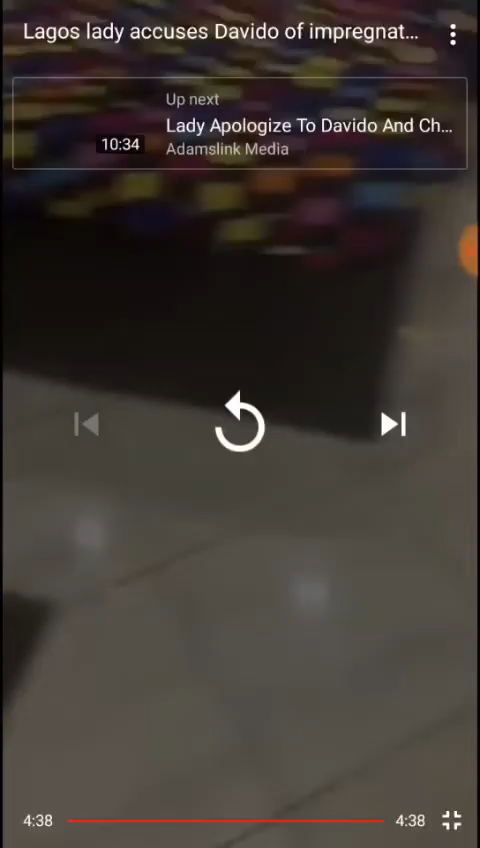 Lagos lady accuses Davido of impregnat...
Up next
Lady Apologize To Davido And Ch...
10:34
Adamslink Media
4:38
4:38